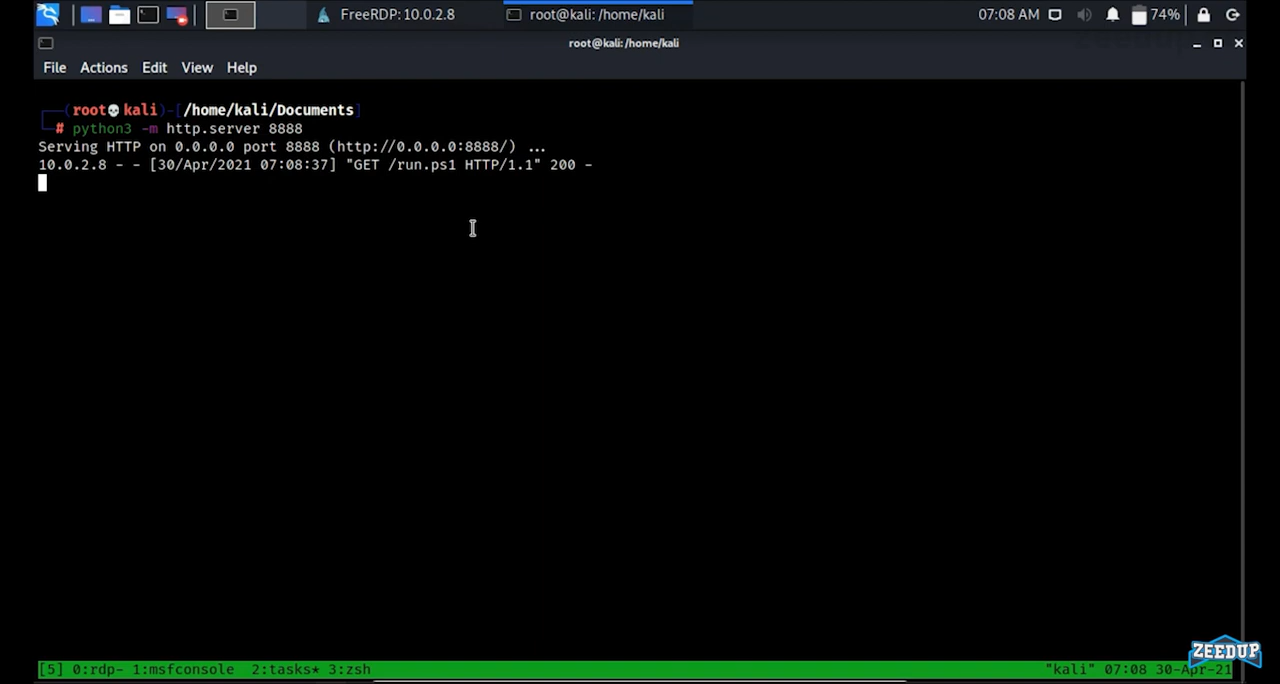 FreeRDP: 10.0.2.8
root@kali: /home/kali
07:08 AM
74%
root@kali: /home/kali
File Actions Edit View Help
(root💀kali)-[/home/kali/Documents]
# python3 -m http.server 8888
Serving HTTP on 0.0.0.0 port 8888 (http://0.0.0.0:8888/) ...
10.0.2.8 - - [30/Apr/2021 07:08:37] "GET /run.ps1 HTTP/1.1" 200 -
[5] 0:rdp- 1:msfconsole 2:tasks* 3:zsh
"kali" 07:08 30-Apr-21
ZEEDUP